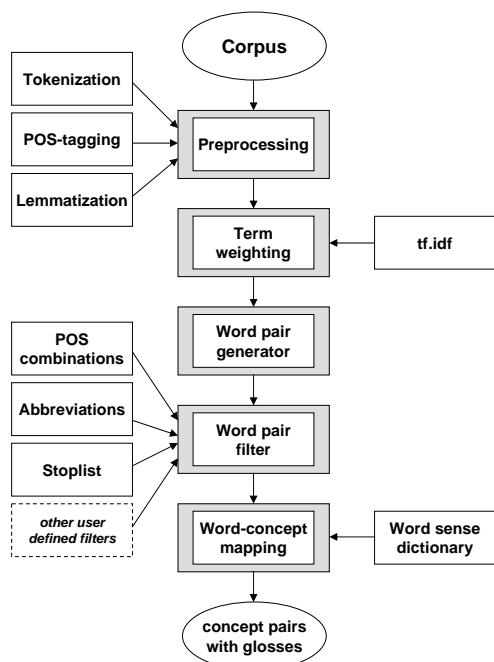 Corpus
Tokenization
POS-tagging
Lemmatization
Preprocessing
Term
weighting
tf.idf
Word pair
generator
POS
combinations
Abbreviations
Stoplist
other user
defined filters
Word pair
filter
Word-concept
mapping
Word sense
dictionary
concept pairs
with glosses